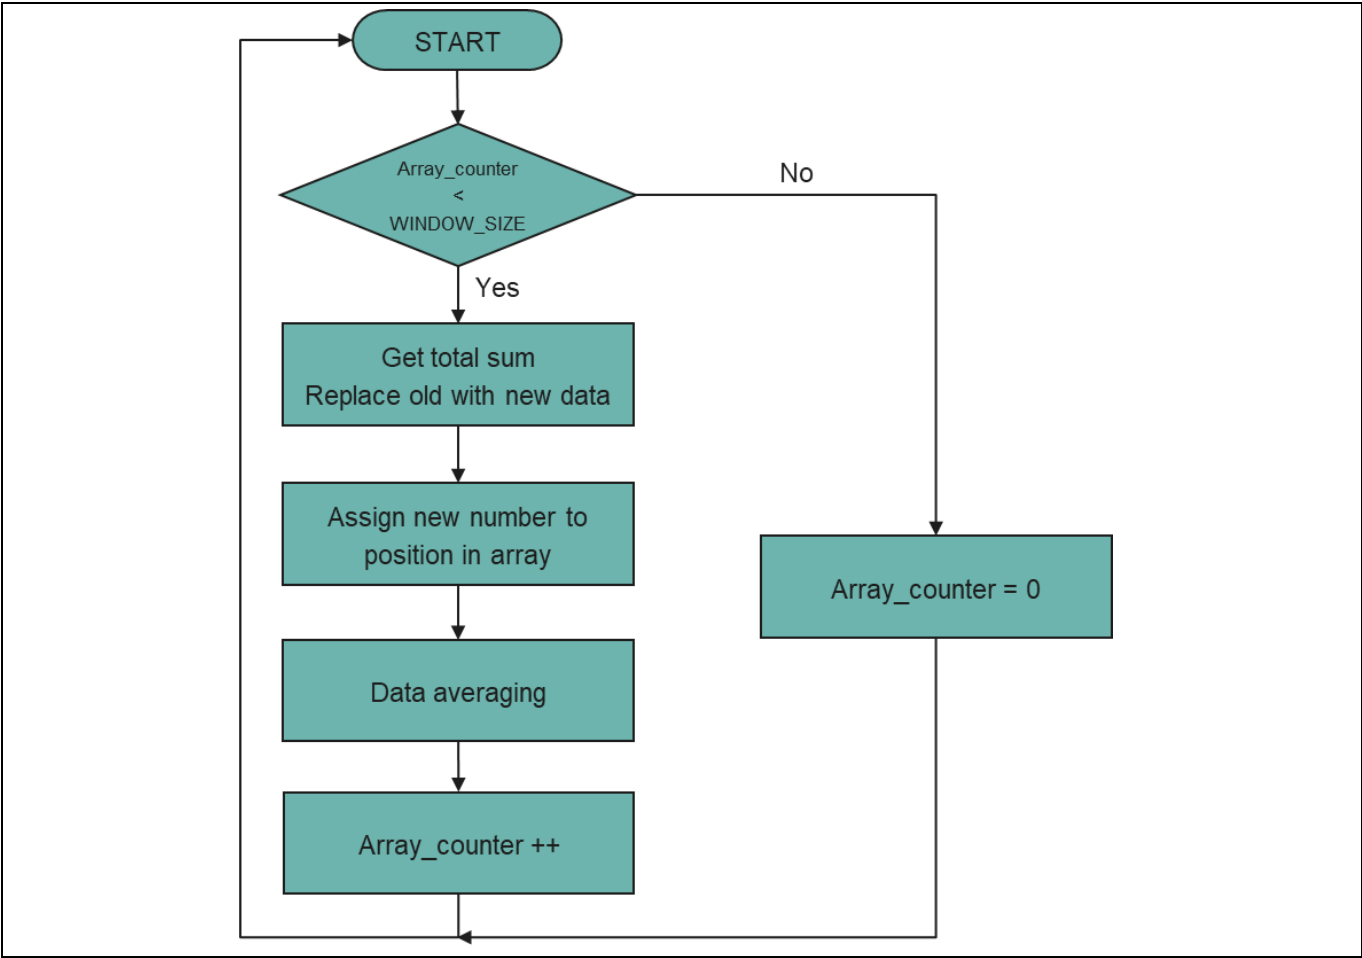 START
Array_counter
<
WINDOW_SIZE
No
Yes
Get total sum
Replace old with new data
Assign new number to
position in array
Array_counter = 0
Data averaging
Array_counter ++